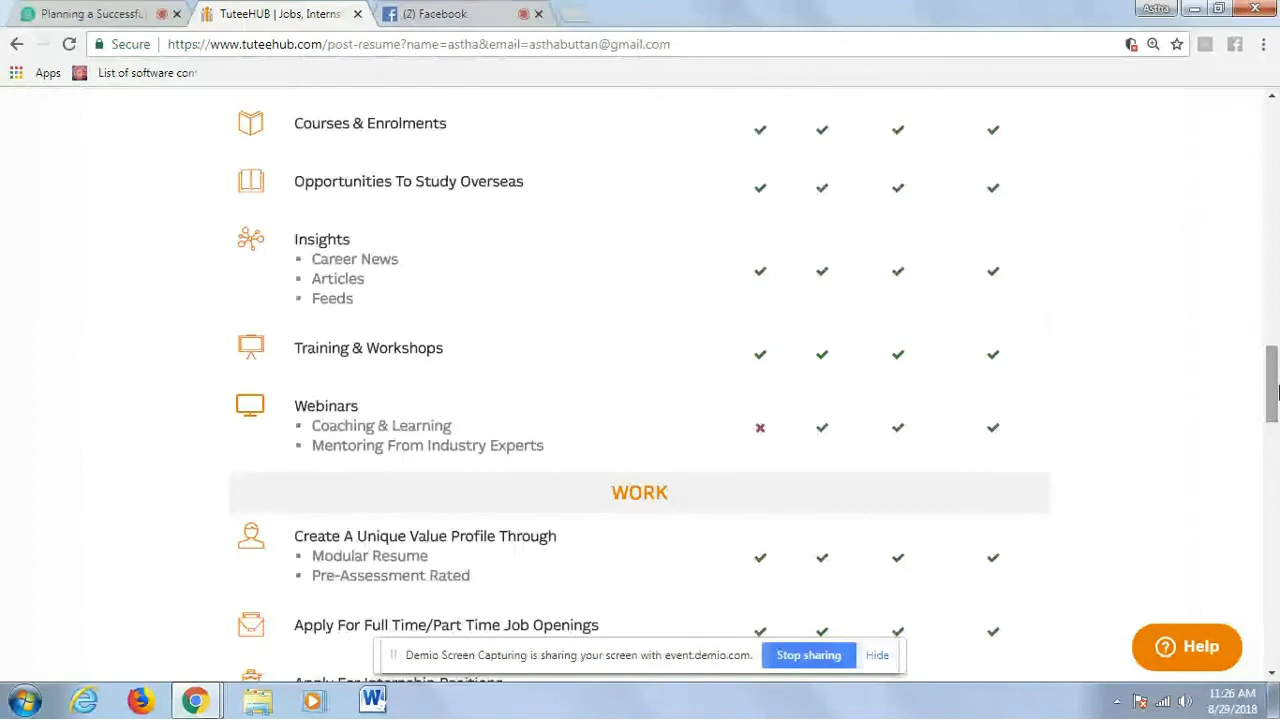 Planning a Successfu
TuteeHUB | Jobs, Interns
(2) Facebook
Astha
Secure
https://www.tuteehub.com/post-resume?name=astha&email=asthabuttan@gmail.com
Apps
List of software com
Courses & Enrolments
Opportunities To Study Overseas
Insights
Career News
Articles
Feeds
Training & Workshops
Webinars
Coaching & Learning
Mentoring From Industry Experts
WORK
Create A Unique Value Profile Through
Modular Resume
Pre-Assessment Rated
Apply For Full Time/Part Time Job Openings
Demio Screen Capturing is sharing your screen with event.demio.com.
Stop sharing
Hide
Help
Apply For Internship Positions
11:26 AM
8/29/2018